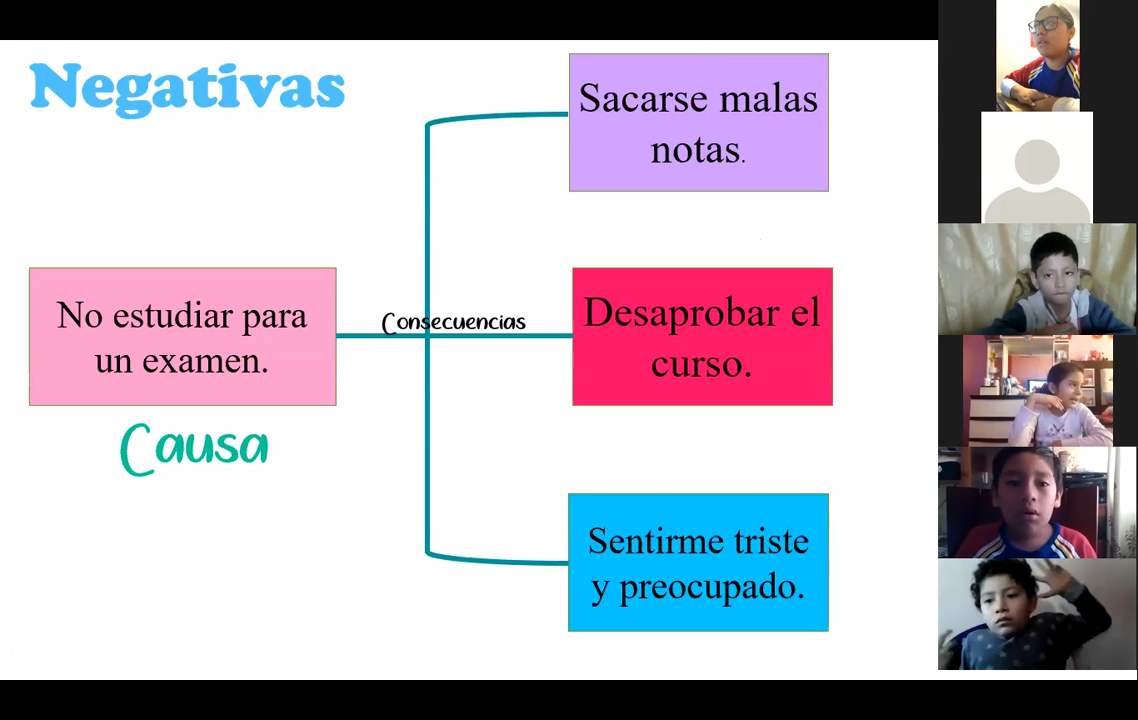 Negativas
Sacarse malas
notas.
No estudiar para
un examen.
Causa
Consecuencias
Desaprobar el
curso.
Sentirme triste
y preocupado.